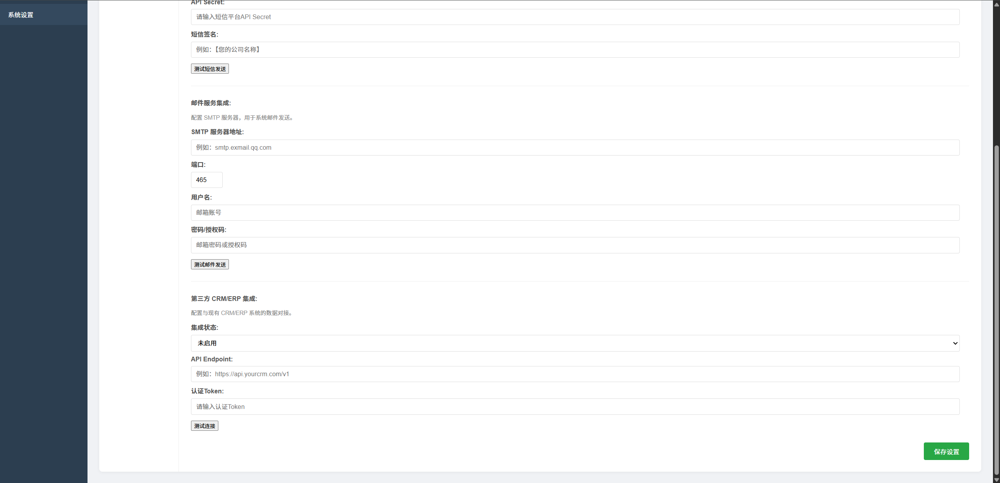 系统设置
API Secret:
请输入短信平台API Secret
短信签名:
例如：【您的公司名称】
测试短信发送
邮件服务集成:
配置 SMTP 服务器，用于系统邮件发送。
SMTP 服务器地址:
例如：smtp.exmail.qq.com
端口:
465
用户名:
邮箱账号
密码/授权码:
邮箱密码或授权码
测试邮件发送
第三方 CRM/ERP 集成:
配置与现有 CRM/ERP 系统的数据对接。
集成状态:
未启用
API Endpoint:
例如：https://api.yourcrm.com/v1
认证Token:
请输入认证Token
测试连接
保存设置